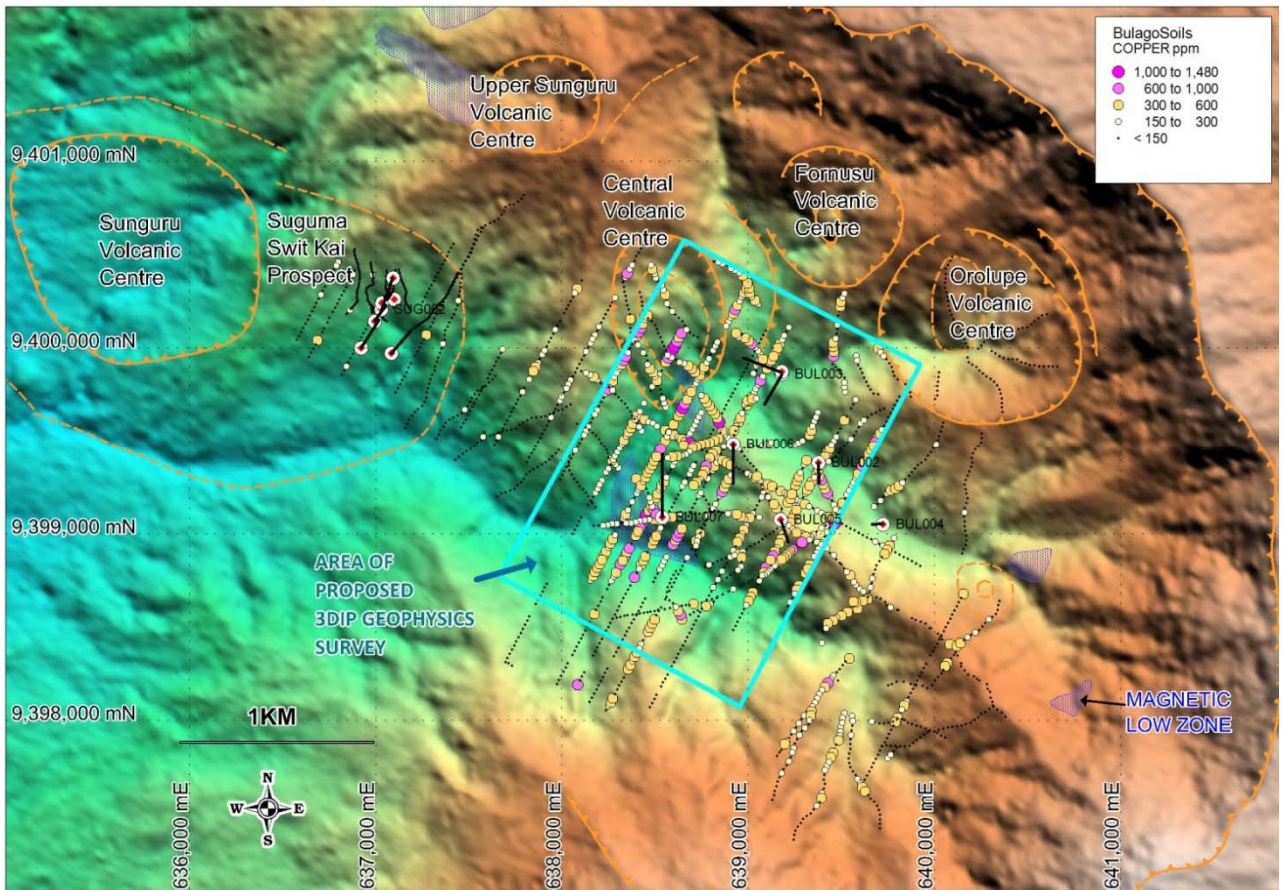 BulagoSoils
COPPER ppm
1,000 to 1,480
600 to 1,000
300 to 600
150 to 300
< 150
Upper Sunguru
Volcanic
Centre
9,401,000 mN
Central
Volcanic
Centre
Fornusu
Volcanic
Centre
Sunguru
Volcanic
Centre
Suguma
Swit Kai
Prospect
Orolupe
Volcanic
Centre
SUG002
9,400,000 mN
BUL003
BUL006
BUL002
BUL007
BUL005
BUL004
9,399,000 mN
AREA OF
PROPOSED
3DIP GEOPHYSICS
SURVEY
9,398,000 mN
1KM
MAGNETIC
LOW ZONE
N
W
E
S
636,000 mE
637,000 mE
638,000 mE
639,000 mE
640,000 mE
641,000 mE